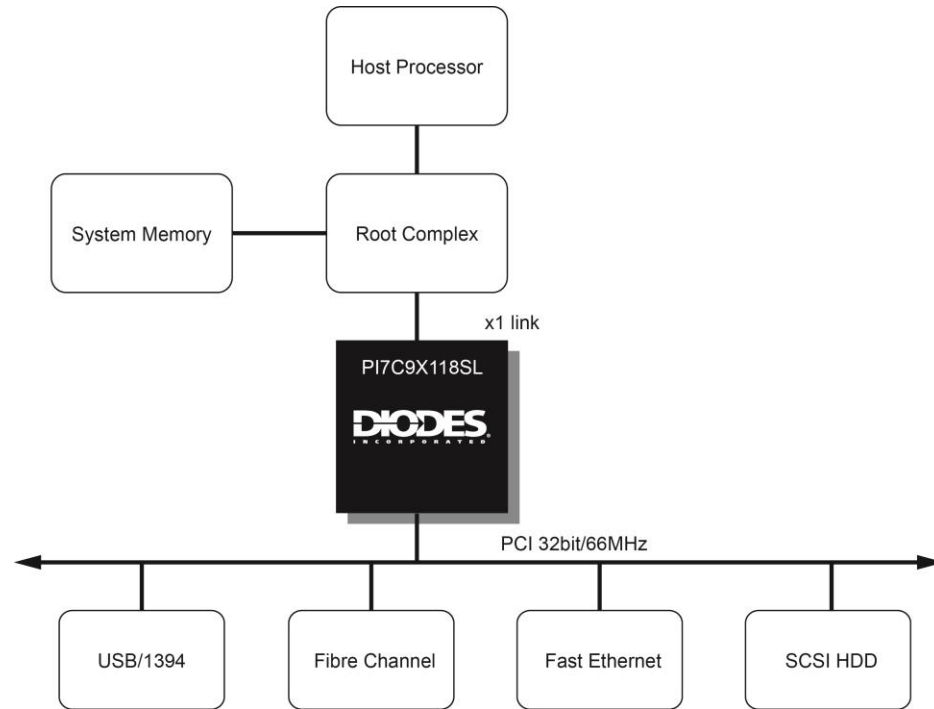 Host Processor
System Memory
Root Complex
x1 link
PI7C9X118SL
DIODES®
INCORPORATED
PCI 32bit/66MHz
USB/1394
Fibre Channel
Fast Ethernet
SCSI HDD